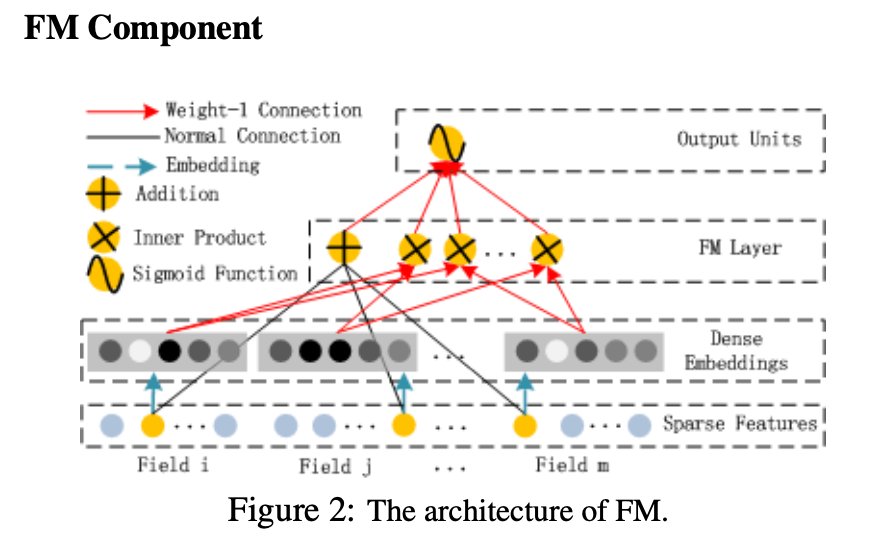 FM Component
Weight-1 Connection
Normal Connection
Embedding
Addition
Inner Product
Sigmoid Function
Output Units
FM Layer
...
Dense
Embeddings
...
Sparse Features
... ... ...
Field i Field j ... Field m
Figure 2: The architecture of FM.